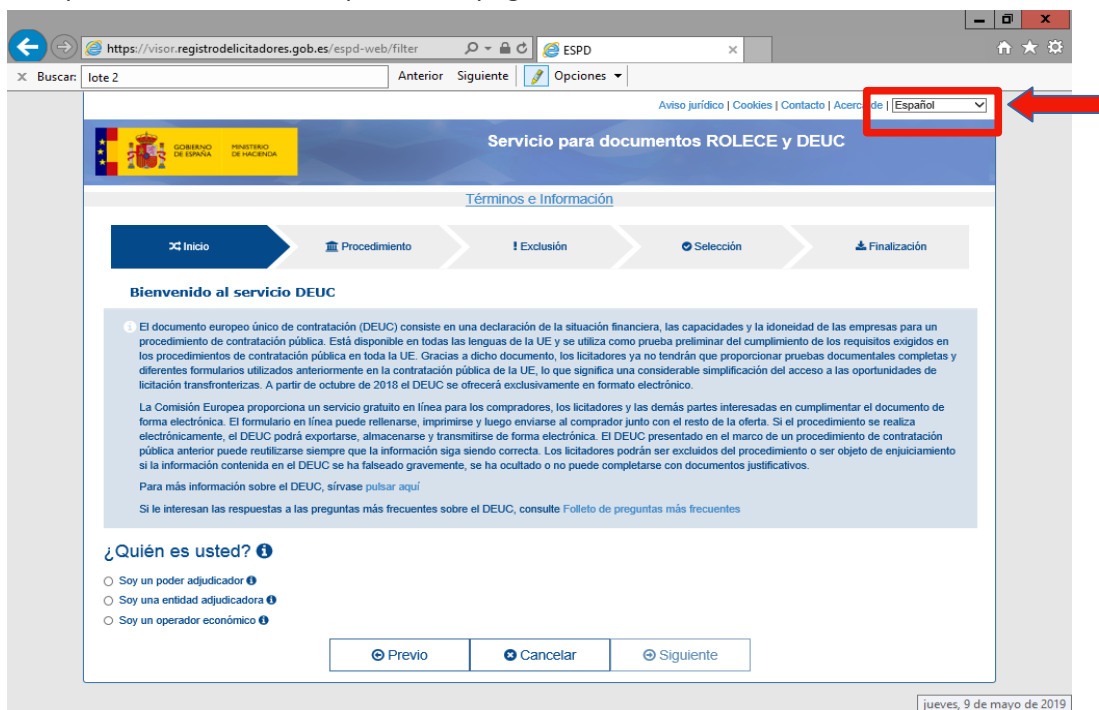 https://visor.registrodelicitadores.gob.es/espd-web/filter
ESPD
Buscar: lote 2 Anterior Siguiente Opciones
Aviso jurídico | Cookies | Contacto | Acerca de | Español
GOBIERNO DE ESPAÑA
MINISTERIO DE HACIENDA
Servicio para documentos ROLECE y DEUC
Términos e Información
Inicio Procedimiento Exclusión Selección Finalización
Bienvenido al servicio DEUC
El documento europeo único de contratación (DEUC) consiste en una declaración de la situación financiera, las capacidades y la idoneidad de las empresas para un
procedimiento de contratación pública. Está disponible en todas las lenguas de la UE y se utiliza como prueba preliminar del cumplimiento de los requisitos exigidos en
los procedimientos de contratación pública en toda la UE. Gracias a dicho documento, los licitadores ya no tendrán que proporcionar pruebas documentales completas y
diferentes formularios utilizados anteriormente en la contratación pública de la UE, lo que significa una considerable simplificación del acceso a las oportunidades de
licitación transfronterizas. A partir de octubre de 2018 el DEUC se ofrecerá exclusivamente en formato electrónico.
La Comisión Europea proporciona un servicio gratuito en línea para los compradores, los licitadores y las demás partes interesadas en cumplimentar el documento de
forma electrónica. El formulario en línea puede rellenarse, imprimirse y luego enviarse al comprador junto con el resto de la oferta. Si el procedimiento se realiza
electrónicamente, el DEUC podrá exportarse, almacenarse y transmitirse de forma electrónica. El DEUC presentado en el marco de un procedimiento de contratación
pública anterior puede reutilizarse siempre que la información siga siendo correcta. Los licitadores podrán ser excluidos del procedimiento o ser objeto de enjuiciamiento
si la información contenida en el DEUC se ha falseado gravemente, se ha ocultado o no puede completarse con documentos justificativos.
Para más información sobre el DEUC, sírvase pulsar aquí
Si le interesan las respuestas a las preguntas más frecuentes sobre el DEUC, consulte Folleto de preguntas más frecuentes
¿Quién es usted?
Soy un poder adjudicador
Soy una entidad adjudicadora
Soy un operador económico
Previo Cancelar Siguiente
jueves, 9 de mayo de 2019